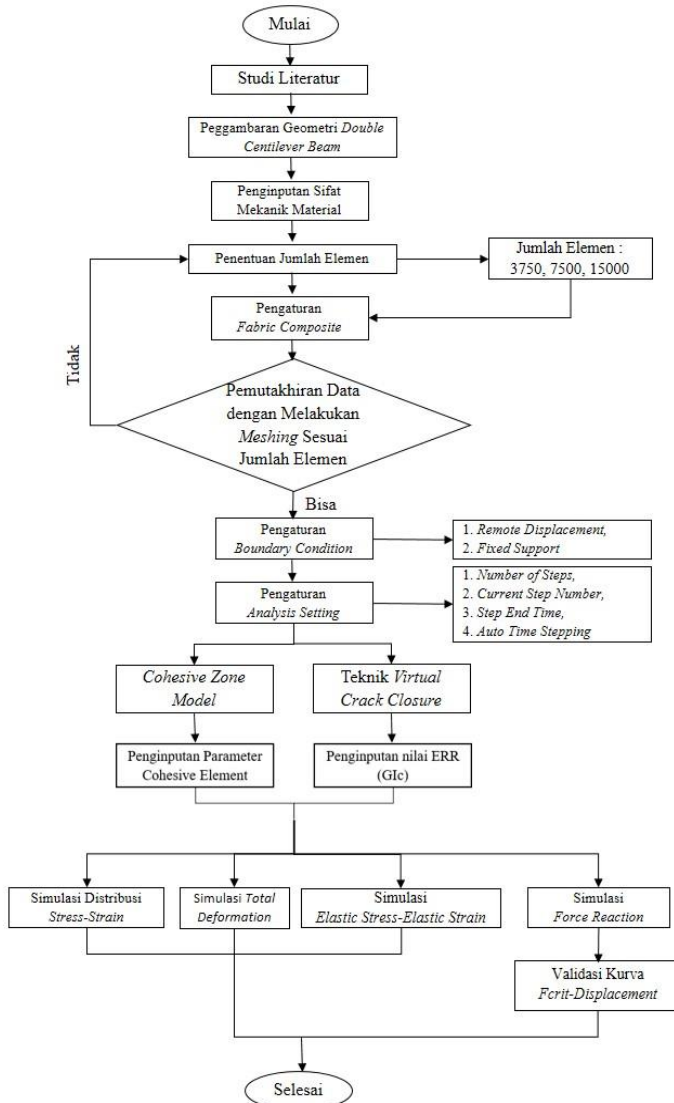 Mulai
Studi Literatur
Peggambaran Geometri Double
Centilever Beam
Penginputan Sifat
Mekanik Material
Penentuan Jumlah Elemen
Jumlah Elemen :
3750, 7500, 15000
Pengaturan
Fabric Composite
Tidak
Pemutakhiran Data
dengan Melakukan
Meshing Sesuai
Jumlah Elemen
Bisa
Pengaturan
Boundary Condition
1. Remote Displacement,
2. Fixed Support
Pengaturan
Analysis Setting
1. Number of Steps,
2. Current Step Number,
3. Step End Time,
4. Auto Time Stepping
Cohesive Zone
Model
Teknik Virtual
Crack Closure
Penginputan Parameter
Cohesive Element
Penginputan nilai ERR
(GIc)
Simulasi Distribusi
Stress-Strain
Simulasi Total
Deformation
Simulasi
Elastic Stress-Elastic Strain
Simulasi
Force Reaction
Validasi Kurva
Fcrit-Displacement
Selesai